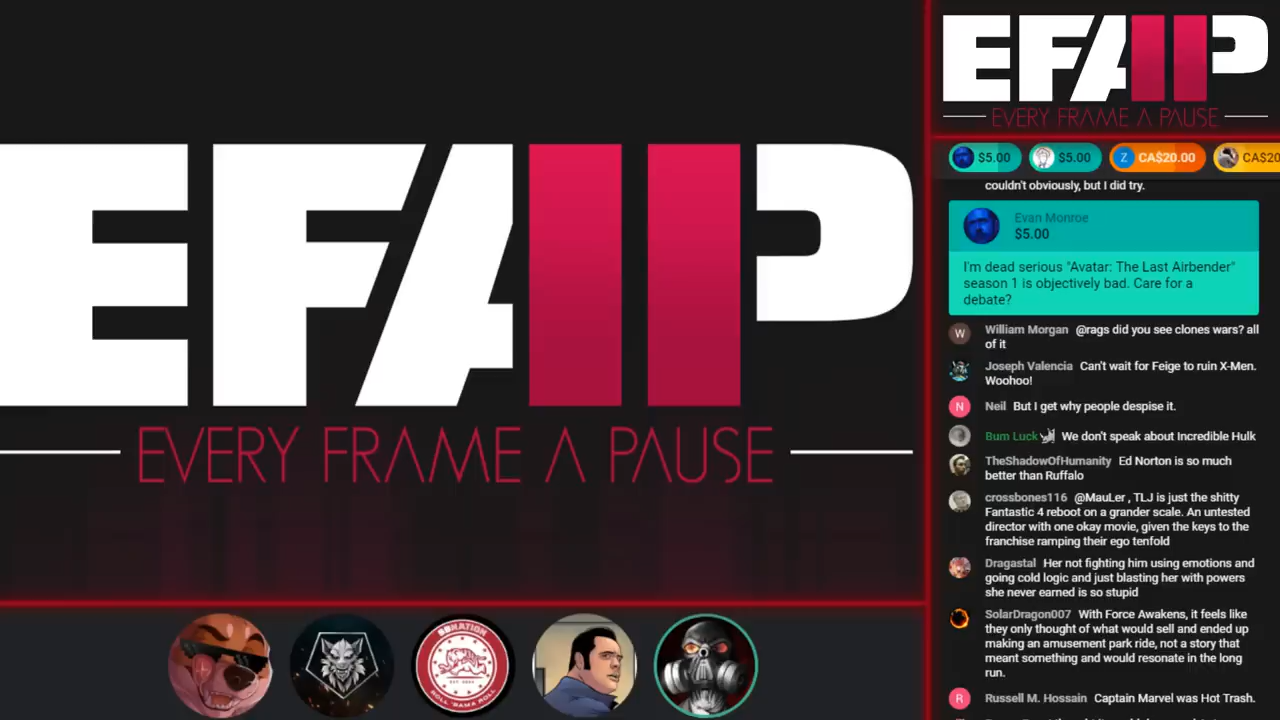 EFAP
EVERY FRAME A PAUSE
EFAP
EVERY FRAME A PAUSE
$5.00
$5.00
Z CA$20.00
CA$20
couldn't obviously, but I did try.
Evan Monroe
$5.00
I'm dead serious "Avatar: The Last Airbender"
season 1 is objectively bad. Care for a
debate?
W William Morgan @rags did you see clones wars? all
of it
Joseph Valencia Can't wait for Feige to ruin X-Men.
Woohoo!
N Neil But I get why people despise it.
Bum Luck We don't speak about Incredible Hulk
TheShadowOfHumanity Ed Norton is so much
better than Ruffalo
crossbones116 @MauLer , TLJ is just the shitty
Fantastic 4 reboot on a grander scale. An untested
director with one okay movie, given the keys to the
franchise ramping their ego tenfold
Dragastal Her not fighting him using emotions and
going cold logic and just blasting her with powers
she never earned is so stupid
SolarDragon007 With Force Awakens, it feels like
they only thought of what would sell and ended up
making an amusement park ride, not a story that
meant something and would resonate in the long
run.
R Russell M. Hossain Captain Marvel was Hot Trash.
ROLL 'BAMA ROLL